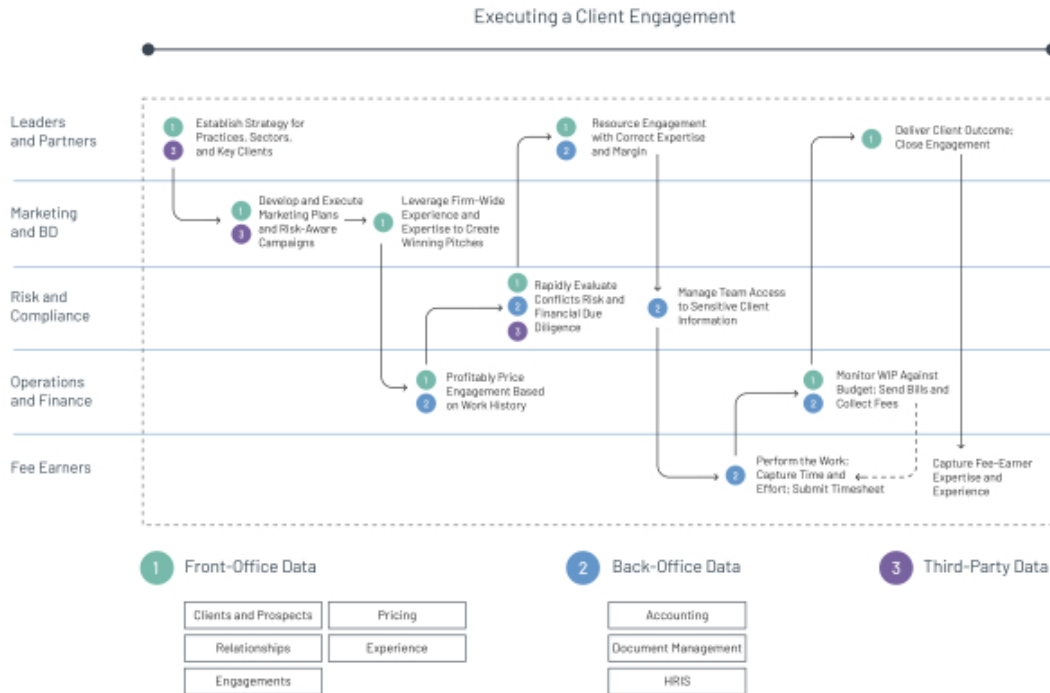 Executing a Client Engagement
Leaders
and Partners
1
3
Establish Strategy for
Practices, Sectors,
and Key Clients
1
2
Resource Engagement
with Correct Expertise
and Margin
1
Deliver Client Outcome;
Close Engagement
Marketing
and BD
1
3
Develop and Execute
Marketing Plans
and Risk-Aware
Campaigns
1
Leverage Firm-Wide
Experience and
Expertise to Create
Winning Pitches
Risk and
Compliance
1
2
3
Rapidly Evaluate
Conflicts Risk and
Financial Due
Diligence
2
Manage Team Access
to Sensitive Client
Information
Operations
and Finance
1
2
Profitably Price
Engagement Based
on Work History
1
2
Monitor WIP Against
Budget; Send Bills and
Collect Fees
Fee Earners
2
Perform the Work;
Capture Time and
Effort; Submit Timesheet
Capture Fee-Earner
Expertise and
Experience
1 Front-Office Data
Clients and Prospects
Pricing
Relationships
Experience
Engagements
2 Back-Office Data
Accounting
Document Management
HRIS
3 Third-Party Data